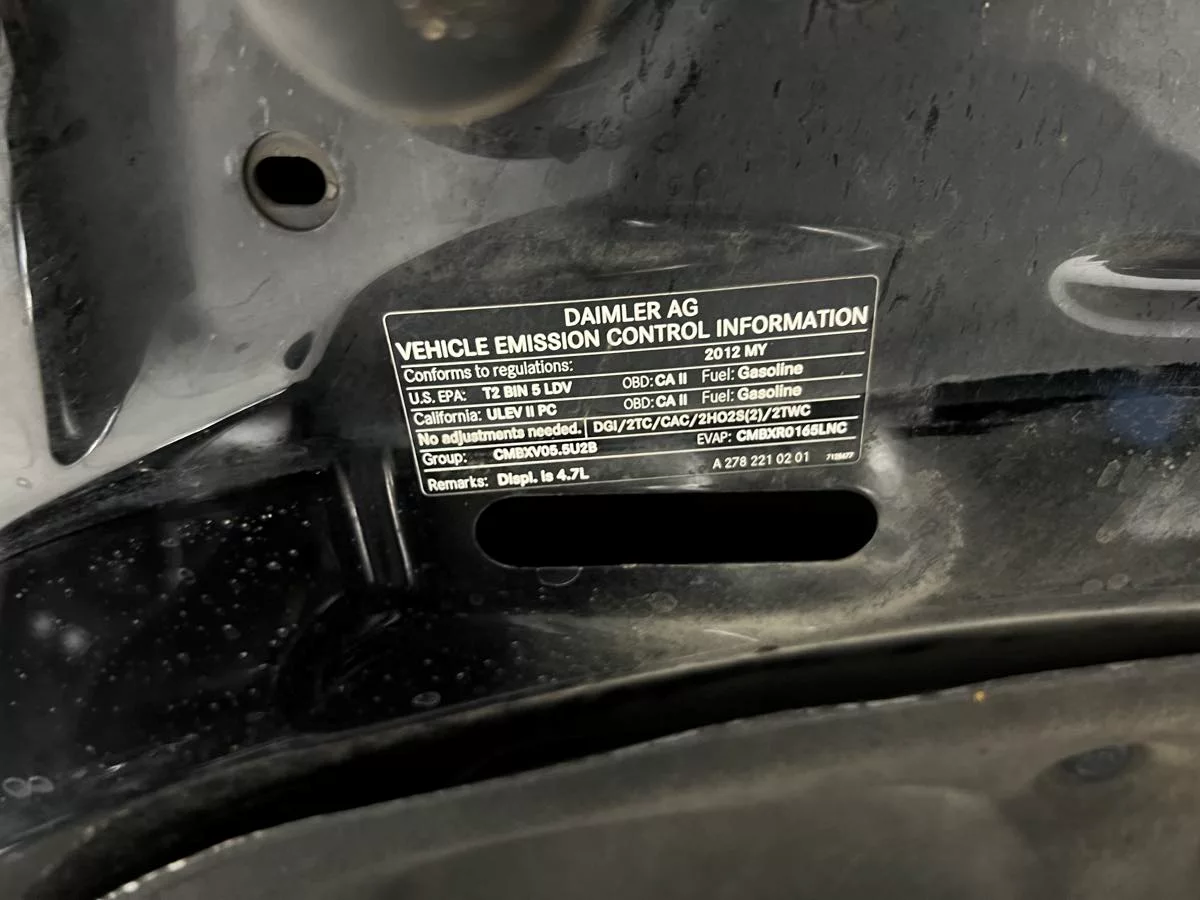 DAIMLER AG
VEHICLE EMISSION CONTROL INFORMATION
Conforms to regulations: 2012 MY
U.S. EPA: T2 BIN 5 LDV OBD: CA II Fuel: Gasoline
California: ULEV II PC OBD: CA II Fuel: Gasoline
No adjustments needed. DGI/2TC/CAC/2HO2S(2)/2TWC
Group: CMBXV05.5U2B EVAP: CMBXR0165LNC
Remarks: Displ. is 4.7L A 278 221 02 01